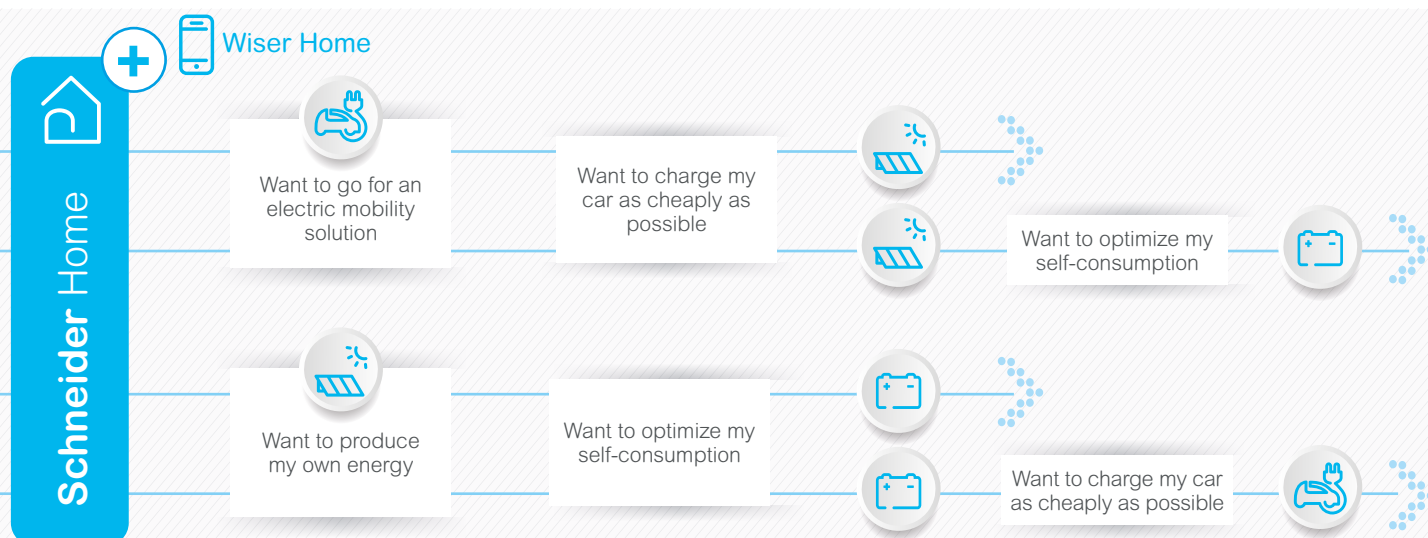 Wiser Home
Schneider Home
Want to go for an
electric mobility
solution
Want to charge my
car as cheaply as
possible
Want to optimize my
self-consumption
Want to produce
my own energy
Want to optimize my
self-consumption
Want to charge my car
as cheaply as possible